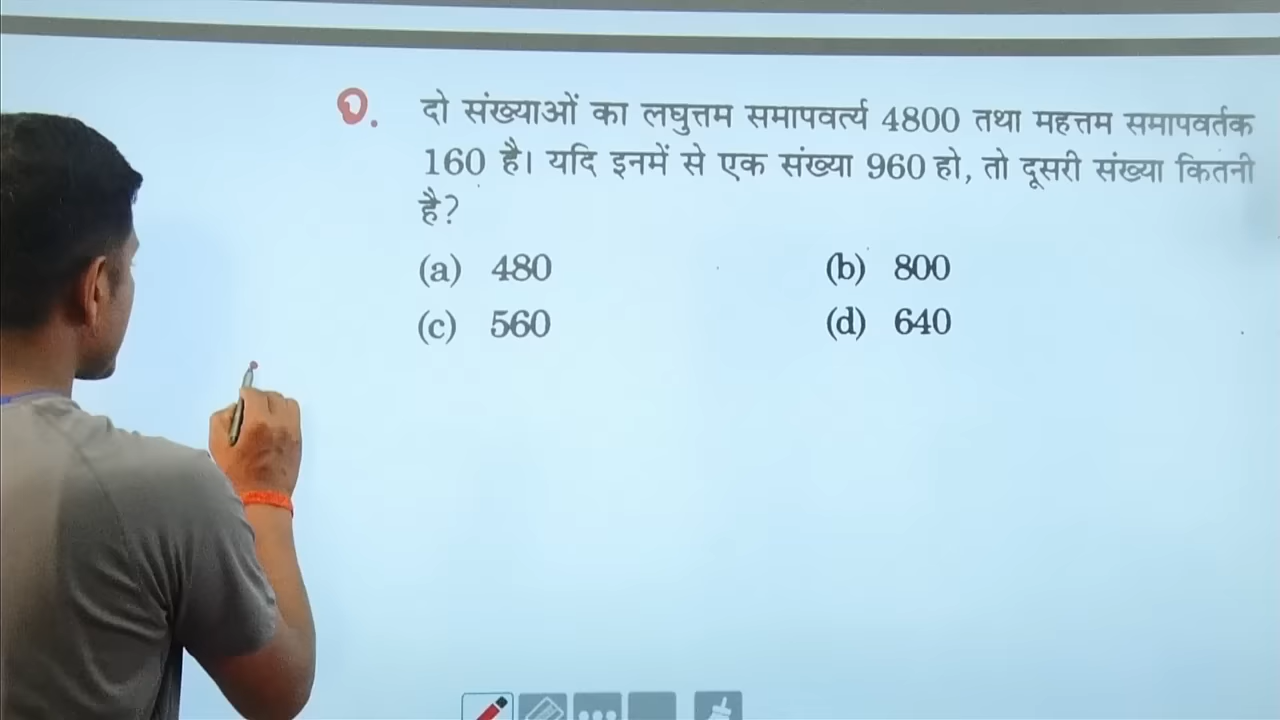 Q. दो संख्याओं का लघुत्तम समापवर्त्य 4800 तथा महत्तम समापवर्तक
160 है। यदि इनमें से एक संख्या 960 हो, तो दूसरी संख्या कितनी
है?
(a) 480 (b) 800
(c) 560 (d) 640